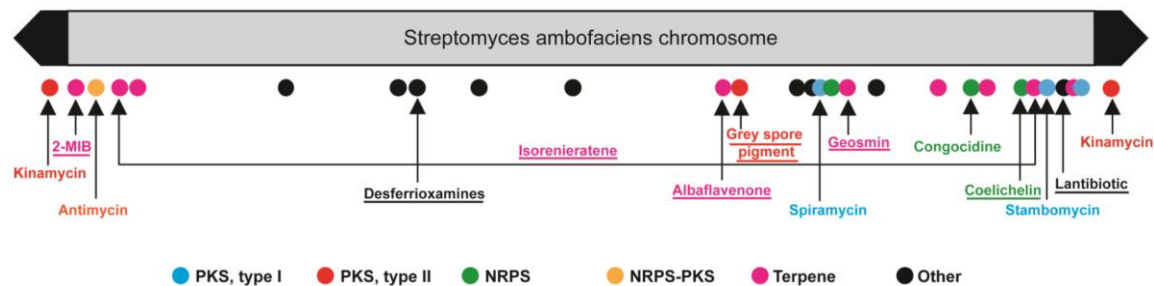 Streptomyces ambofaciens chromosome
2-MIB
Grey spore
pigment
Geosmin
Kinamycin
Isorenieratene
Congocidine
Kinamycin
Desferrioxamines
Albaflavenone
Coelichelin
Lantibiotic
Antimycin
Spiramycin
Stambomycin
PKS, type I
PKS, type II
NRPS
NRPS-PKS
Terpene
Other